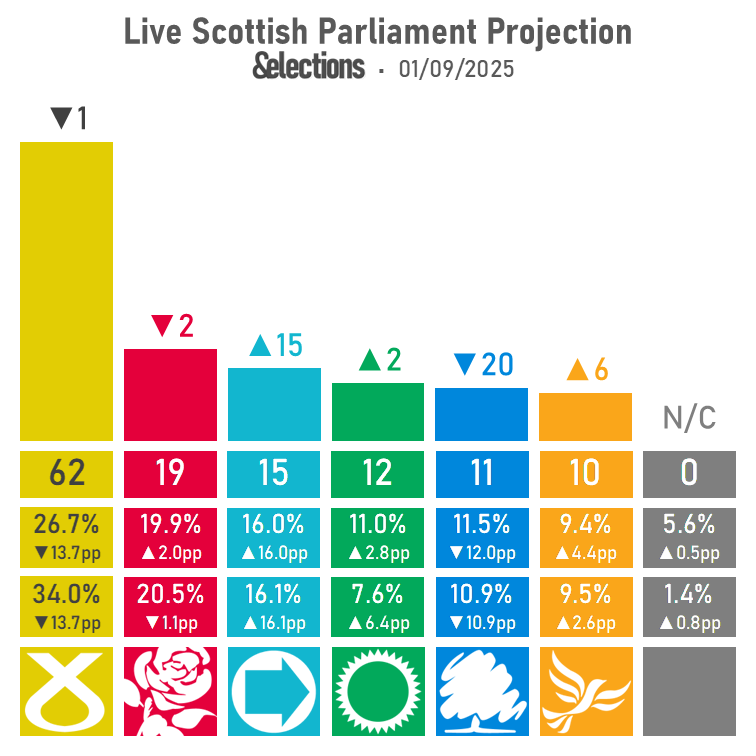 Live Scottish Parliament Projection
&elections · 01/09/2025
▼1
▼2
▲15
▲2
▼20
▲6
N/C
62 19 15 12 11 10 0
26.7% 19.9% 16.0% 11.0% 11.5% 9.4% 5.6%
▼13.7pp ▲2.0pp ▲16.0pp ▲2.8pp ▼12.0pp ▲4.4pp ▲0.5pp
34.0% 20.5% 16.1% 7.6% 10.9% 9.5% 1.4%
▼13.7pp ▼1.1pp ▲16.1pp ▲6.4pp ▼10.9pp ▲2.6pp ▲0.8pp